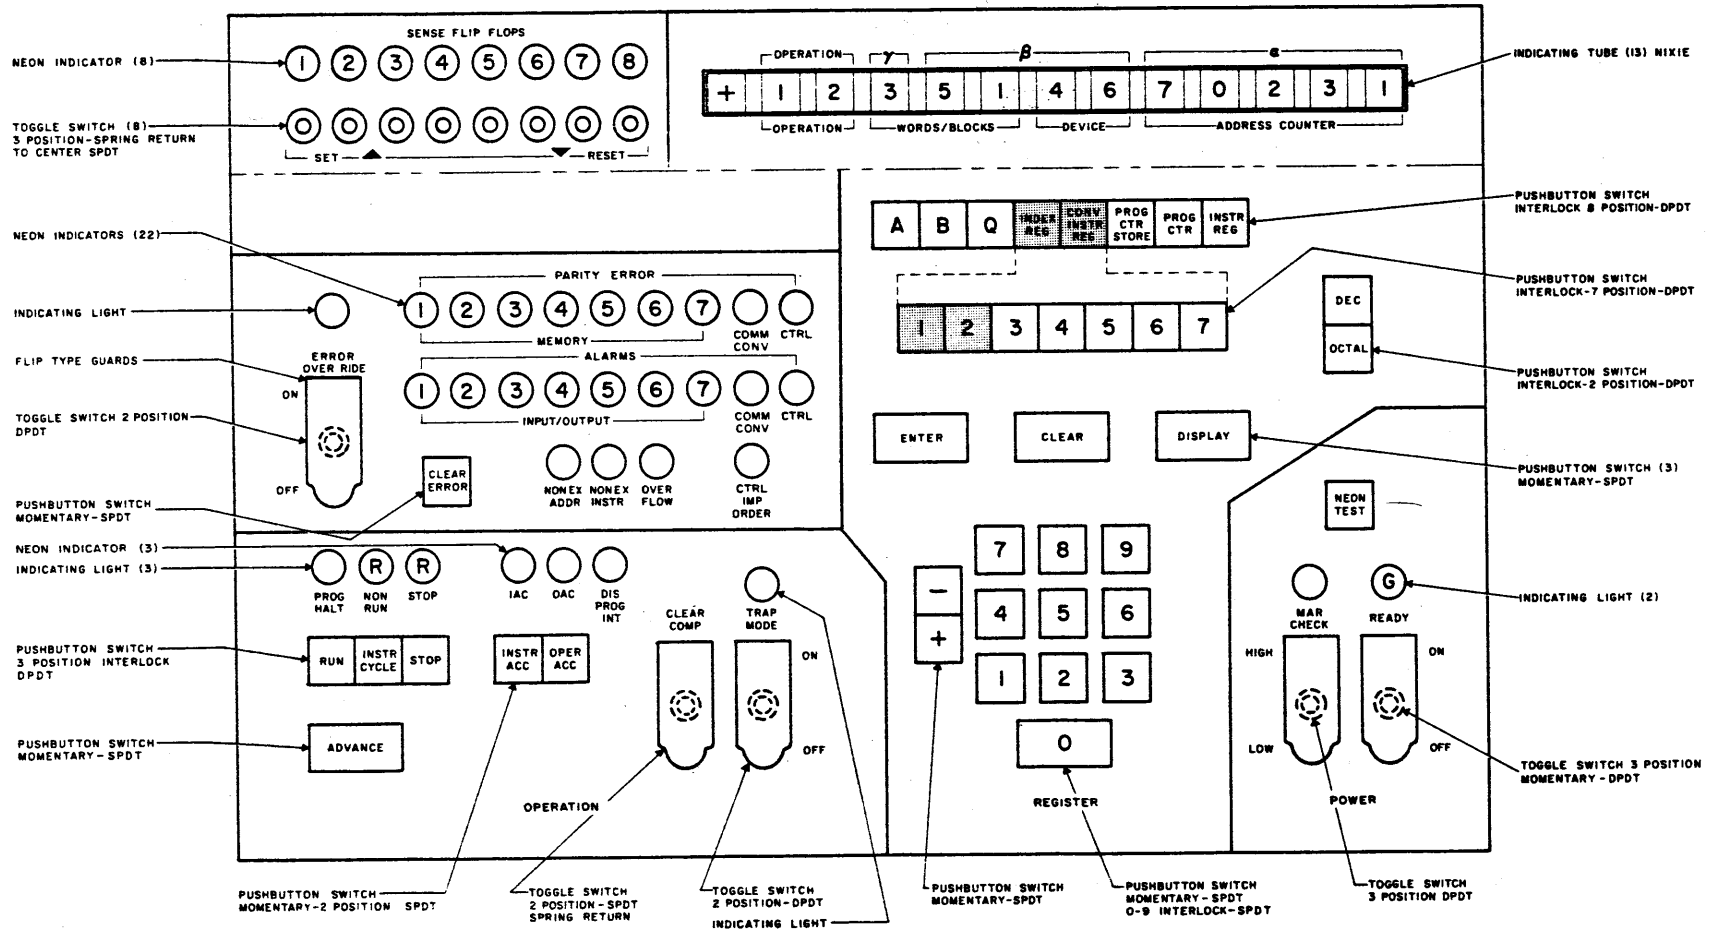 SENSE FLIP FLOPS
NEON INDICATOR (8)
1 2 3 4 5 6 7 8
TOGGLE SWITCH (8)
3 POSITION-SPRING RETURN
TO CENTER SPDT
SET RESET
OPERATION γ β α
+ 1 2 3 5 1 4 6 7 0 2 3 1
OPERATION WORDS/BLOCKS DEVICE ADDRESS COUNTER
INDICATING TUBE (13) NIXIE
A B Q
INDEX
REG
CONV
INSTR
REG
PROG
CTR
STORE
PROG
CTR
INSTR
REG
PUSHBUTTON SWITCH
INTERLOCK 8 POSITION-DPDT
1 2 3 4 5 6 7
PUSHBUTTON SWITCH
INTERLOCK-7 POSITION-DPDT
DEC
OCTAL
PUSHBUTTON SWITCH
INTERLOCK-2 POSITION-DPDT
ENTER CLEAR DISPLAY
PUSHBUTTON SWITCH (3)
MOMENTARY-SPDT
NEON INDICATORS (22)
PARITY ERROR
1 2 3 4 5 6 7
MEMORY
COMM
CONV
CTRL
INDICATING LIGHT
ERROR
OVER RIDE
FLIP TYPE GUARDS
ON
OFF
TOGGLE SWITCH 2 POSITION
DPDT
ALARMS
1 2 3 4 5 6 7
INPUT/OUTPUT
COMM
CONV
CTRL
CLEAR
ERROR
NONEX
ADDR
NONEX
INSTR
OVER
FLOW
CTRL
IMP
ORDER
PUSHBUTTON SWITCH
MOMENTARY-SPDT
NEON INDICATOR (3)
INDICATING LIGHT (3)
R R
PROG
HALT
NON
RUN
STOP
IAC OAC
DIS
PROG
INT
CLEAR
COMP
TRAP
MODE
ON
OFF
PUSHBUTTON SWITCH
3 POSITION INTERLOCK
DPDT
RUN
INSTR
CYCLE
STOP
INSTR
ACC
OPER
ACC
PUSHBUTTON SWITCH
MOMENTARY-SPDT
ADVANCE
OPERATION
7 8 9
4 5 6
1 2 3
0
-
+
REGISTER
NEON
TEST
MAR
CHECK
G
READY
INDICATING LIGHT (2)
HIGH
LOW
ON
OFF
POWER
TOGGLE SWITCH 3 POSITION
MOMENTARY-DPDT
PUSHBUTTON SWITCH
MOMENTARY-2 POSITION SPDT
TOGGLE SWITCH
2 POSITION-SPDT
SPRING RETURN
TOGGLE SWITCH
2 POSITION-DPDT
INDICATING LIGHT
PUSHBUTTON SWITCH
MOMENTARY-SPDT
PUSHBUTTON SWITCH
MOMENTARY-SPDT
0-9 INTERLOCK-SPDT
TOGGLE SWITCH
3 POSITION DPDT